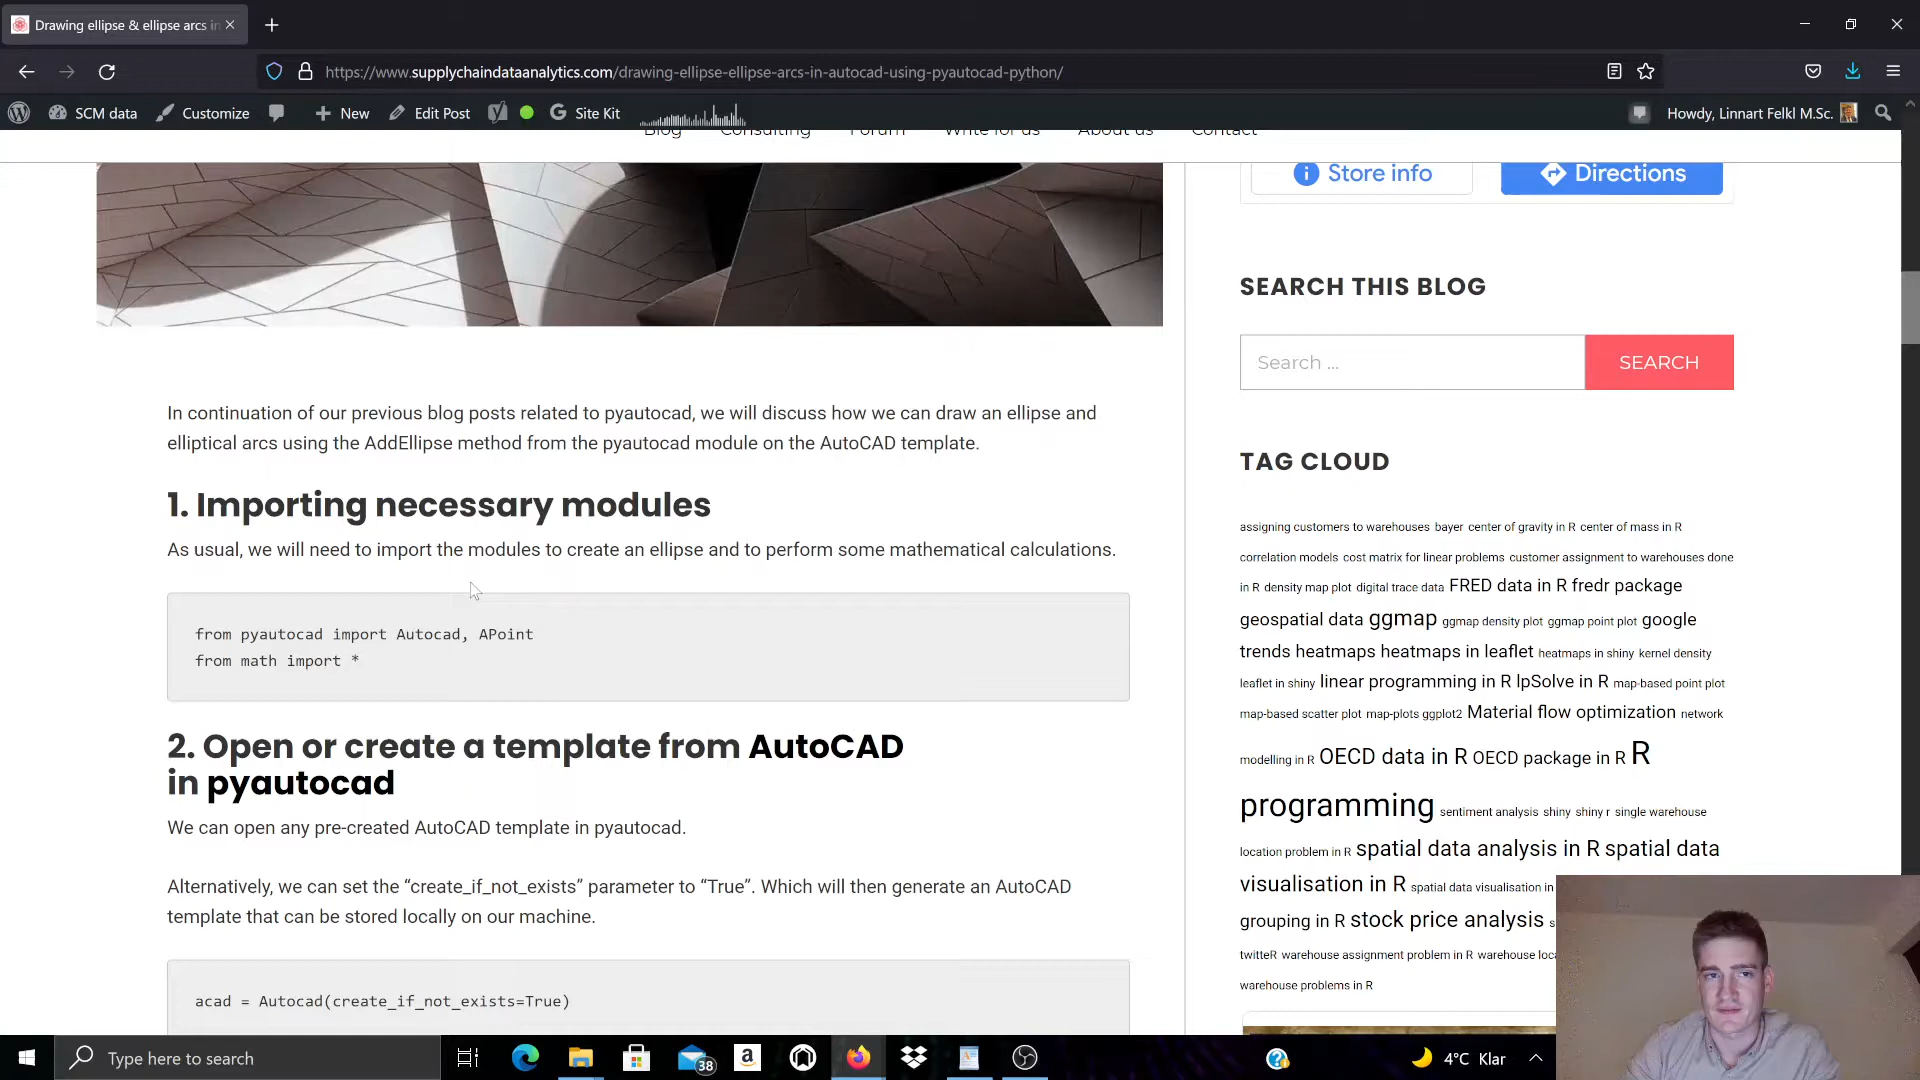 Drawing ellipse & ellipse arcs in
https://www.supplychaindataanalytics.com/drawing-ellipse-ellipse-arcs-in-autocad-using-pyautocad-python/
SCM data Customize New Edit Post Site Kit Howdy, Linnart Felkl M.Sc.
Blog Consulting Forum Write for us About us Contact
Store info Directions
In continuation of our previous blog posts related to pyautocad, we will discuss how we can draw an ellipse and
elliptical arcs using the AddEllipse method from the pyautocad module on the AutoCAD template.
1. Importing necessary modules
As usual, we will need to import the modules to create an ellipse and to perform some mathematical calculations.
from pyautocad import Autocad, APoint
from math import *
2. Open or create a template from AutoCAD
in pyautocad
We can open any pre-created AutoCAD template in pyautocad.
Alternatively, we can set the “create_if_not_exists” parameter to “True”. Which will then generate an AutoCAD
template that can be stored locally on our machine.
acad = Autocad(create_if_not_exists=True)
SEARCH THIS BLOG
Search ... SEARCH
TAG CLOUD
assigning customers to warehouses bayer center of gravity in R center of mass in R
correlation models cost matrix for linear problems customer assignment to warehouses done
in R density map plot digital trace data FRED data in R fredr package
geospatial data ggmap ggmap density plot ggmap point plot google
trends heatmaps heatmaps in leaflet heatmaps in shiny kernel density
leaflet in shiny linear programming in R lpSolve in R map-based point plot
map-based scatter plot map-plots ggplot2 Material flow optimization network
modelling in R OECD data in R OECD package in R R
programming sentiment analysis shiny shiny r single warehouse
location problem in R spatial data analysis in R spatial data
visualisation in R spatial data visualisation in
grouping in R stock price analysis s
twitteR warehouse assignment problem in R warehouse loc
warehouse problems in R
Type here to search 38 a 4°C Klar